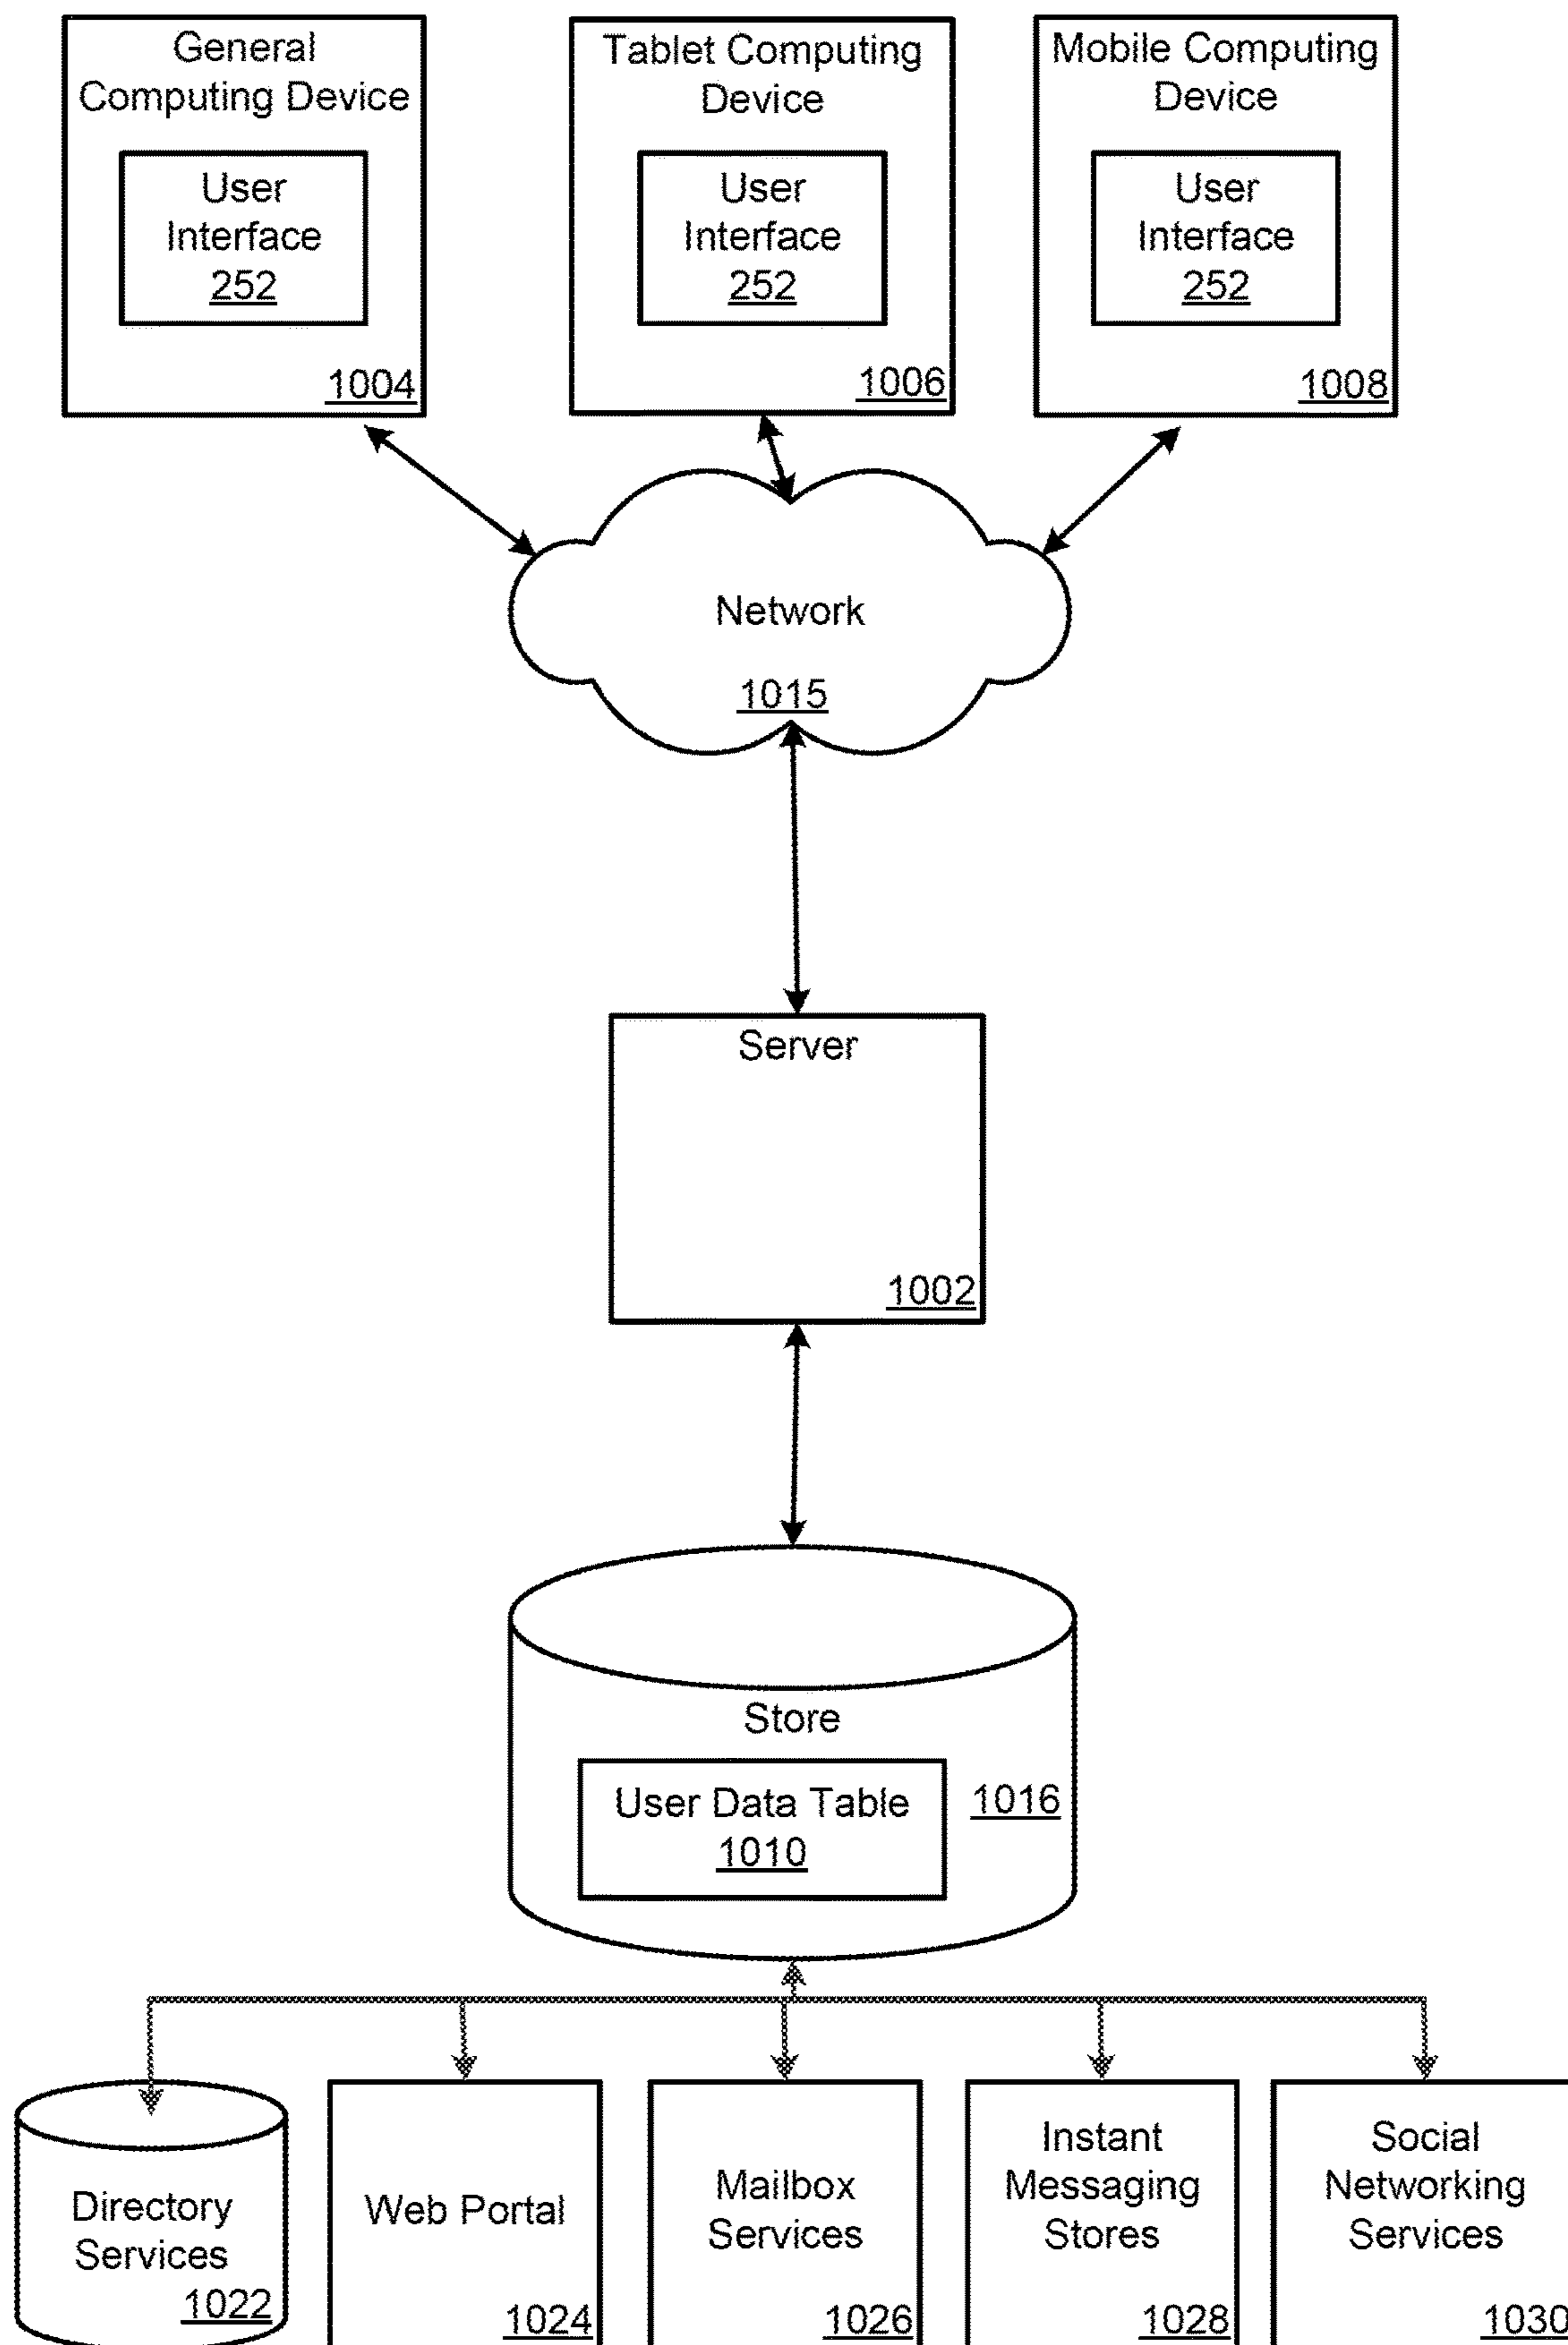 General
Computing Device
User
Interface
252
1004
Tablet Computing
Device
User
Interface
252
1006
Mobile Computing
Device
User
Interface
252
1008
Network
1015
Server
1002
Store
User Data Table
1010
1016
Directory
Services
1022
Web Portal
1024
Mailbox
Services
1026
Instant
Messaging
Stores
1028
Social
Networking
Services
1030